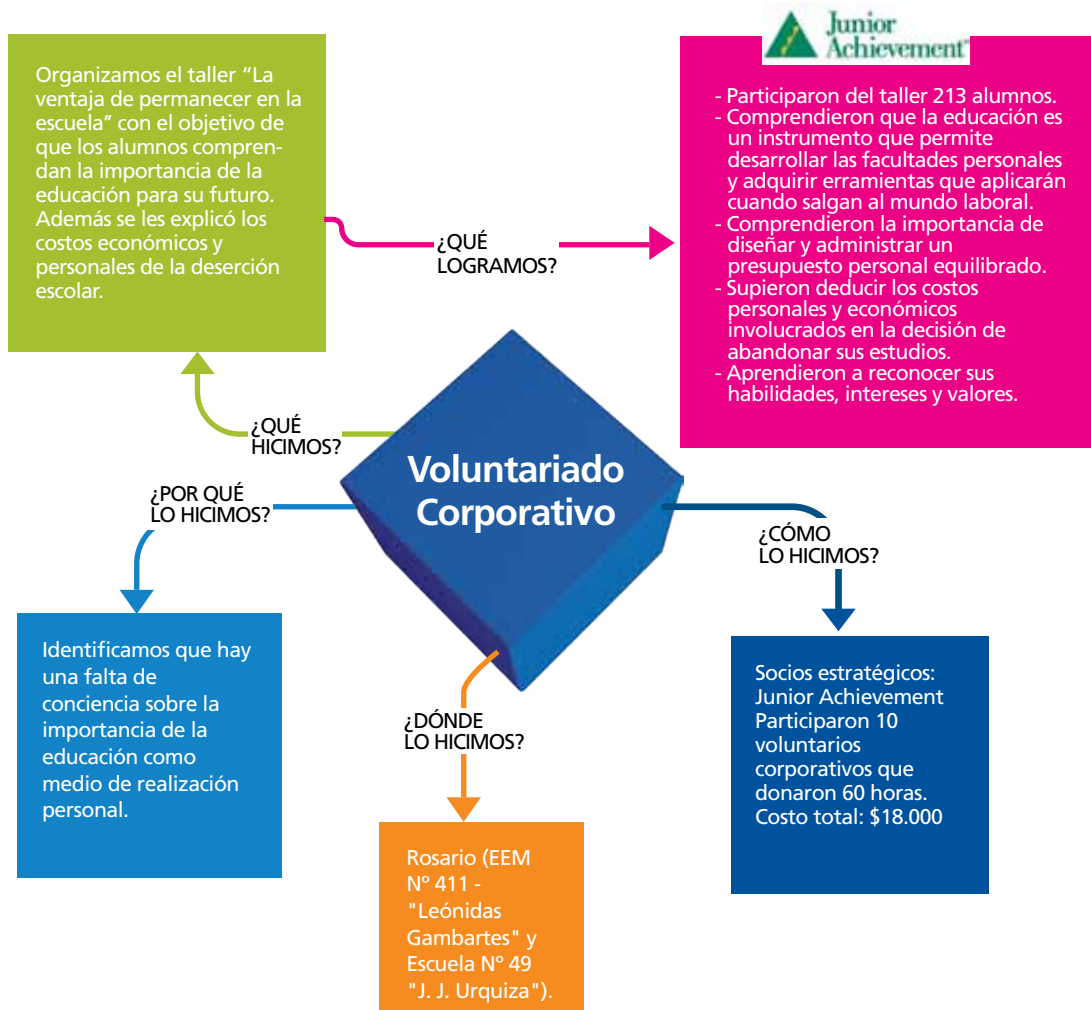 Junior
Achievement
Organizamos el taller “La
ventaja de permanecer en la
escuela” con el objetivo de
que los alumnos compren-
dan la importancia de la
educación para su futuro.
Además se les explicó los
costos económicos y
personales de la deserción
escolar.
¿QUÉ
LOGRAMOS?
- Participaron del taller 213 alumnos.
- Comprendieron que la educación es
un instrumento que permite
desarrollar las facultades personales
y adquirir erramientas que aplicarán
cuando salgan al mundo laboral.
- Comprendieron la importancia de
diseñar y administrar un
presupuesto personal equilibrado.
- Supieron deducir los costos
personales y económicos
involucrados en la decisión de
abandonar sus estudios.
- Aprendieron a reconocer sus
habilidades, intereses y valores.
¿QUÉ
HICIMOS?
Voluntariado
Corporativo
¿POR QUÉ
LO HICIMOS?
¿CÓMO
LO HICIMOS?
Identificamos que hay
una falta de
conciencia sobre la
importancia de la
educación como
medio de realización
personal.
¿DÓNDE
LO HICIMOS?
Socios estratégicos:
Junior Achievement
Participaron 10
voluntarios
corporativos que
donaron 60 horas.
Costo total: $18.000
Rosario (EEM
Nº 411 -
"Leónidas
Gambartes" y
Escuela Nº 49
"J. J. Urquiza").